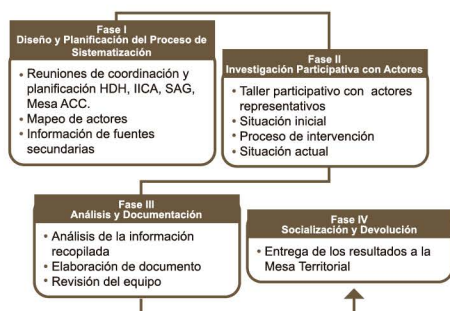 Fase I
Diseño y Planificación del Proceso de
Sistematización
• Reuniones de coordinación y
planificación HDH, IICA, SAG,
Mesa ACC.
• Mapeo de actores
• Información de fuentes
secundarias
Fase II
Investigación Participativa con Actores
• Taller participativo con actores
representativos
• Situación inicial
• Proceso de intervención
• Situación actual
Fase III
Análisis y Documentación
• Análisis de la información
recopilada
• Elaboración de documento
• Revisión del equipo
Fase IV
Socialización y Devolución
• Entrega de los resultados a la
Mesa Territorial